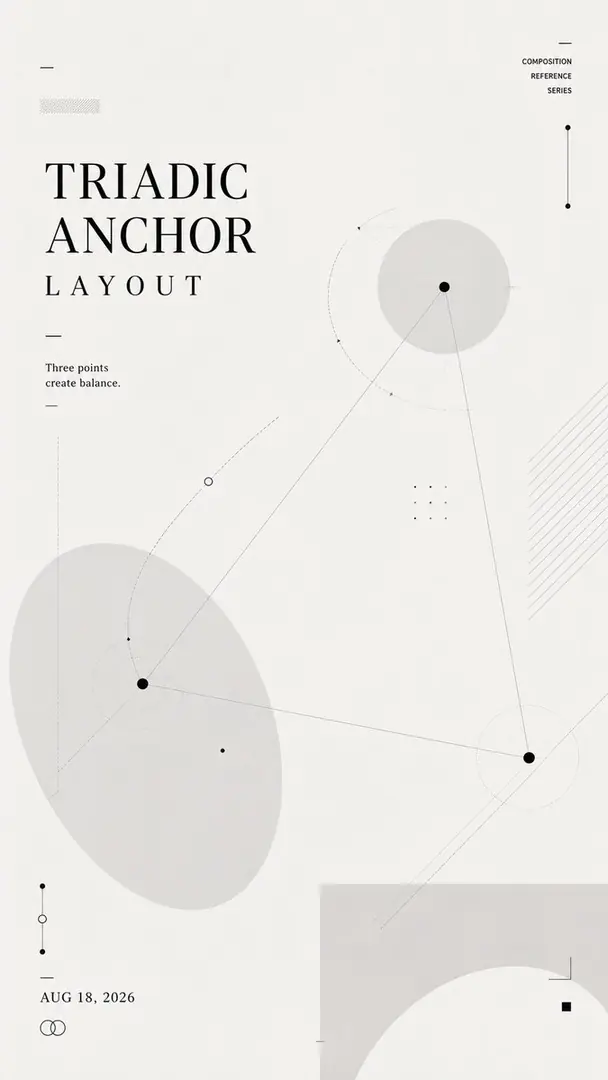 COMPOSITION
REFERENCE
SERIES
TRIADIC
ANCHOR
LAYOUT
Three points
create balance.
AUG 18, 2026